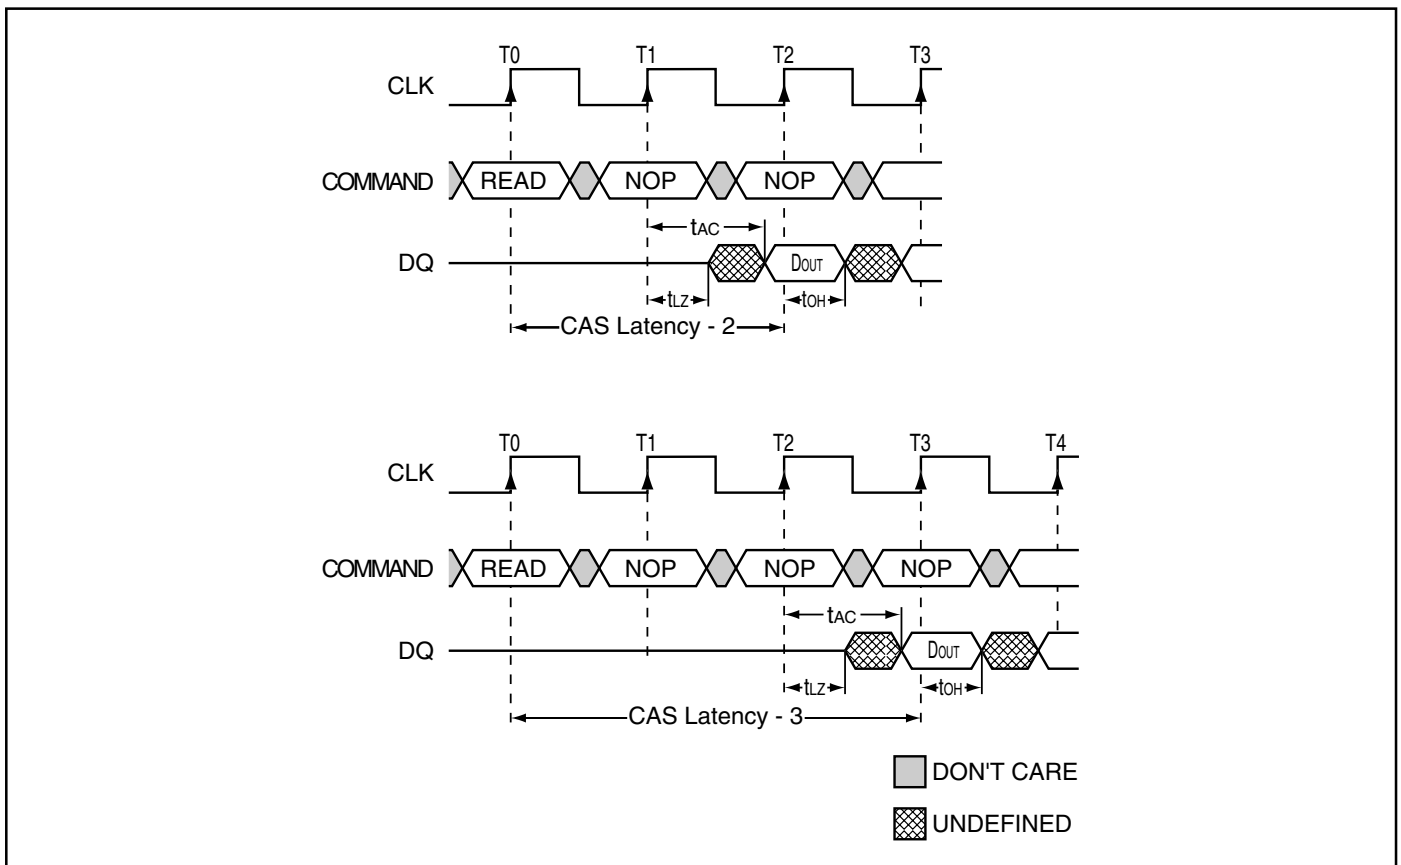 T0 T1 T2 T3
CLK
COMMAND READ NOP NOP
tAC
DQ DOUT
tLZ tOH
CAS Latency - 2
T0 T1 T2 T3 T4
CLK
COMMAND READ NOP NOP NOP
tAC
DQ DOUT
tLZ tOH
CAS Latency - 3
DON'T CARE
UNDEFINED